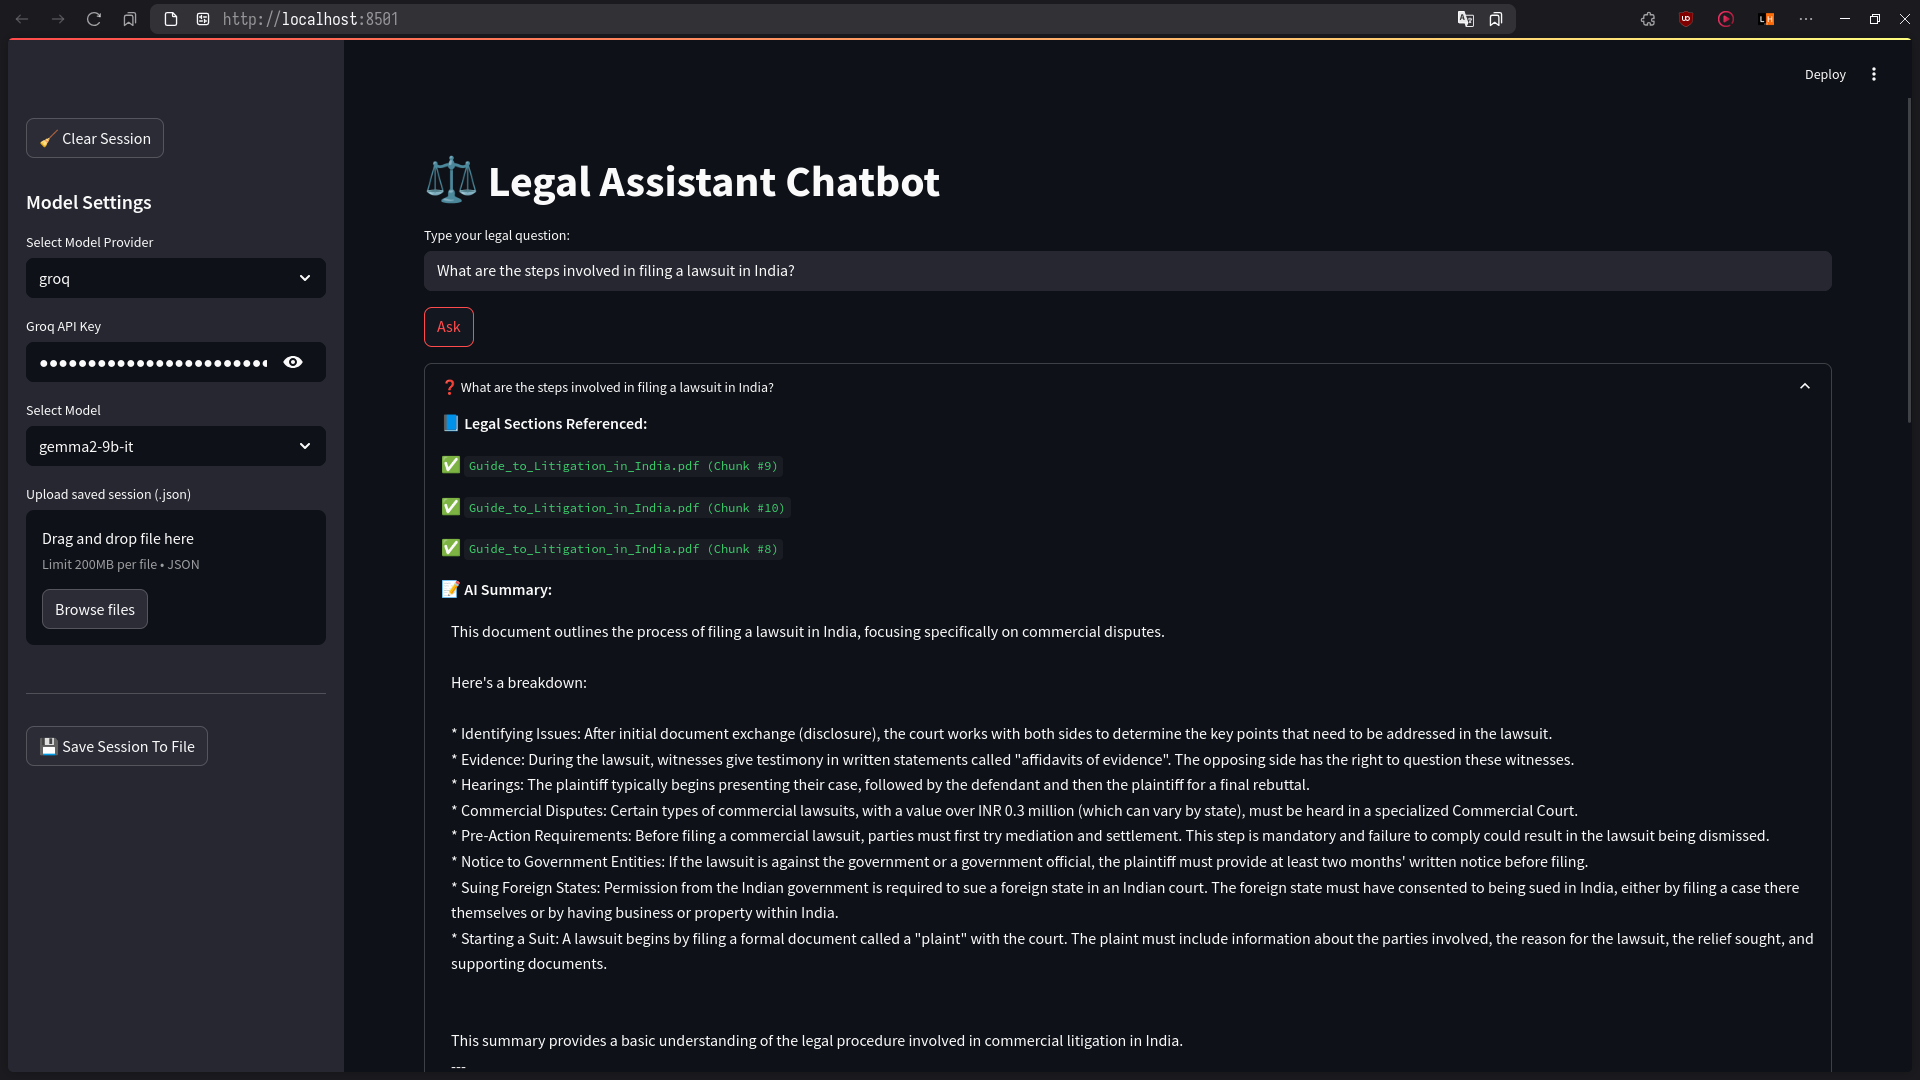 http://localhost:8501
Deploy
🧹 Clear Session
Model Settings
Select Model Provider
groq
Groq API Key
Select Model
gemma2-9b-it
Upload saved session (.json)
Drag and drop file here
Limit 200MB per file • JSON
Browse files
💾 Save Session To File
⚖️ Legal Assistant Chatbot
Type your legal question:
What are the steps involved in filing a lawsuit in India?
Ask
❓ What are the steps involved in filing a lawsuit in India?
📘 Legal Sections Referenced:
✅ Guide_to_Litigation_in_India.pdf (Chunk #9)
✅ Guide_to_Litigation_in_India.pdf (Chunk #10)
✅ Guide_to_Litigation_in_India.pdf (Chunk #8)
📝 AI Summary:
This document outlines the process of filing a lawsuit in India, focusing specifically on commercial disputes.
Here's a breakdown:
* Identifying Issues: After initial document exchange (disclosure), the court works with both sides to determine the key points that need to be addressed in the lawsuit.
* Evidence: During the lawsuit, witnesses give testimony in written statements called "affidavits of evidence". The opposing side has the right to question these witnesses.
* Hearings: The plaintiff typically begins presenting their case, followed by the defendant and then the plaintiff for a final rebuttal.
* Commercial Disputes: Certain types of commercial lawsuits, with a value over INR 0.3 million (which can vary by state), must be heard in a specialized Commercial Court.
* Pre-Action Requirements: Before filing a commercial lawsuit, parties must first try mediation and settlement. This step is mandatory and failure to comply could result in the lawsuit being dismissed.
* Notice to Government Entities: If the lawsuit is against the government or a government official, the plaintiff must provide at least two months' written notice before filing.
* Suing Foreign States: Permission from the Indian government is required to sue a foreign state in an Indian court. The foreign state must have consented to being sued in India, either by filing a case there
themselves or by having business or property within India.
* Starting a Suit: A lawsuit begins by filing a formal document called a "plaint" with the court. The plaint must include information about the parties involved, the reason for the lawsuit, the relief sought, and
supporting documents.
This summary provides a basic understanding of the legal procedure involved in commercial litigation in India.
---